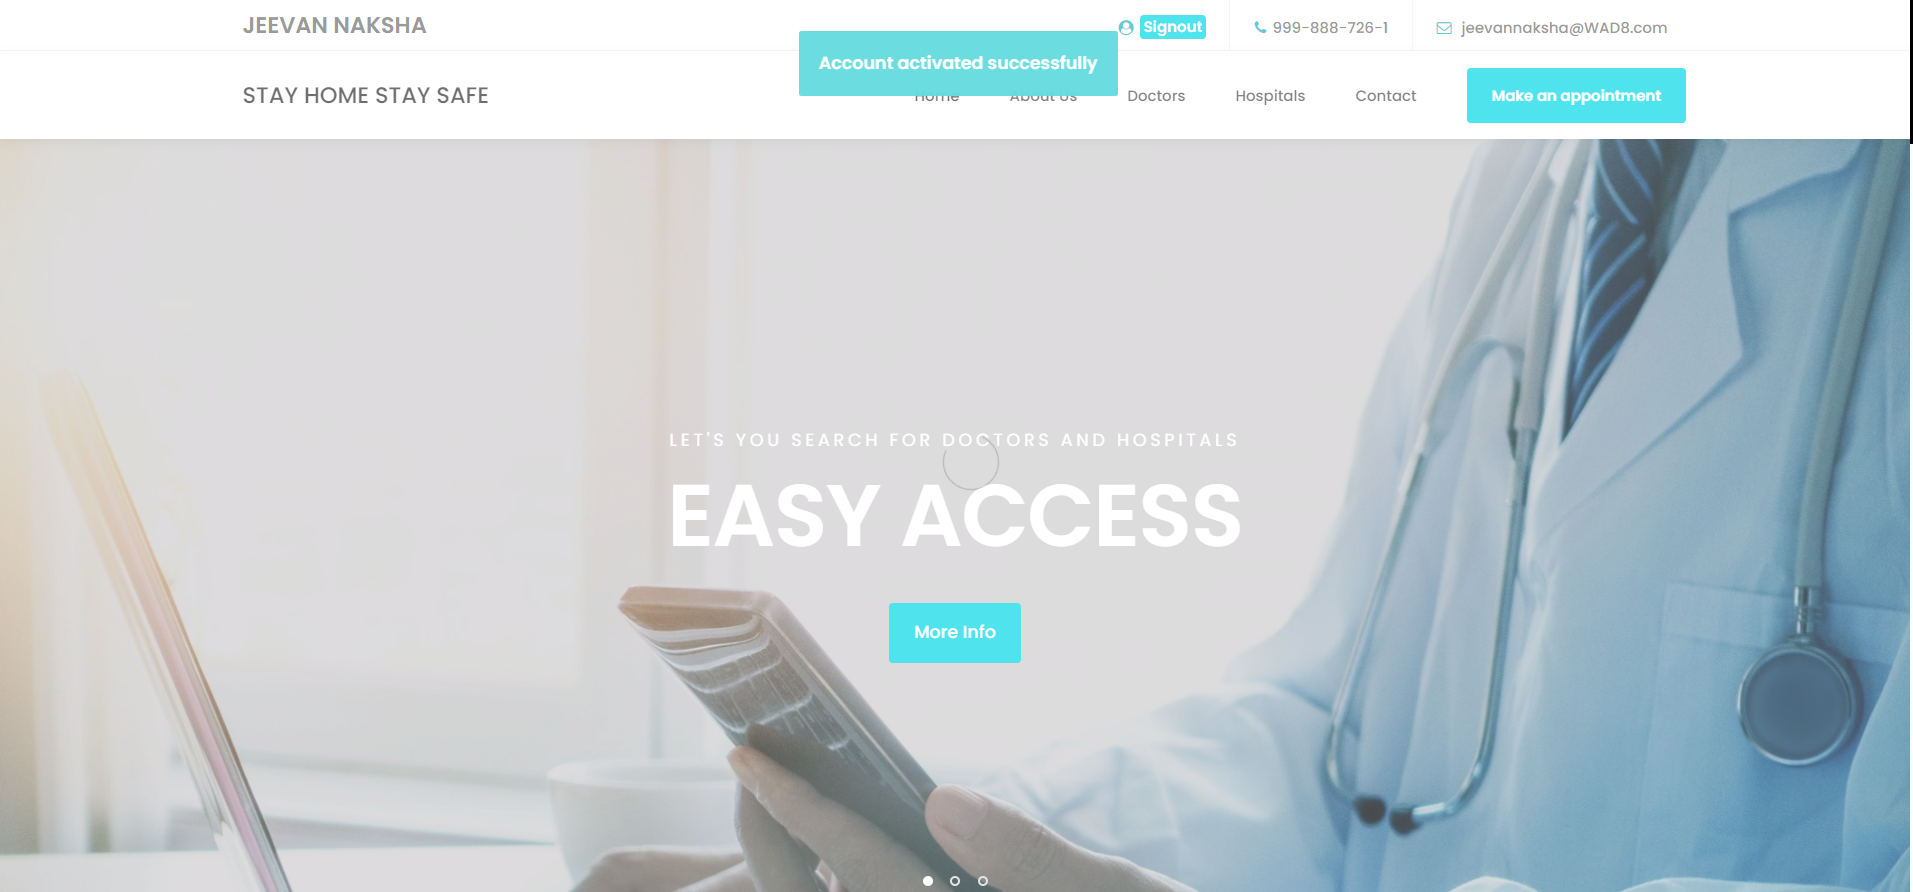 JEEVAN NAKSHA
Signout
999-888-726-1
jeevannaksha@WAD8.com
Account activated successfully
STAY HOME STAY SAFE
Home
About Us
Doctors
Hospitals
Contact
Make an appointment
LET'S YOU SEARCH FOR DOCTORS AND HOSPITALS
EASY ACCESS
More Info